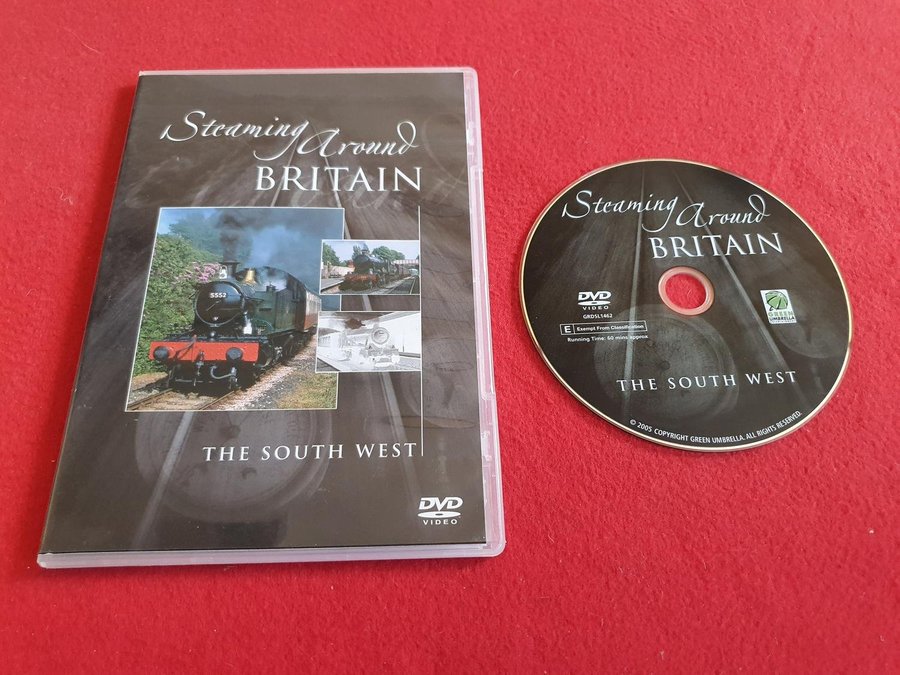 Steaming Around
BRITAIN
5552
THE SOUTH WEST
DVD
VIDEO
Steaming Around
BRITAIN
DVD
VIDEO
GRDSL1462
GREEN
UMBRELLA
E Exempt From Classification
Running Time: 60 mins approx
THE SOUTH WEST
© 2005 COPYRIGHT GREEN UMBRELLA. ALL RIGHTS RESERVED.